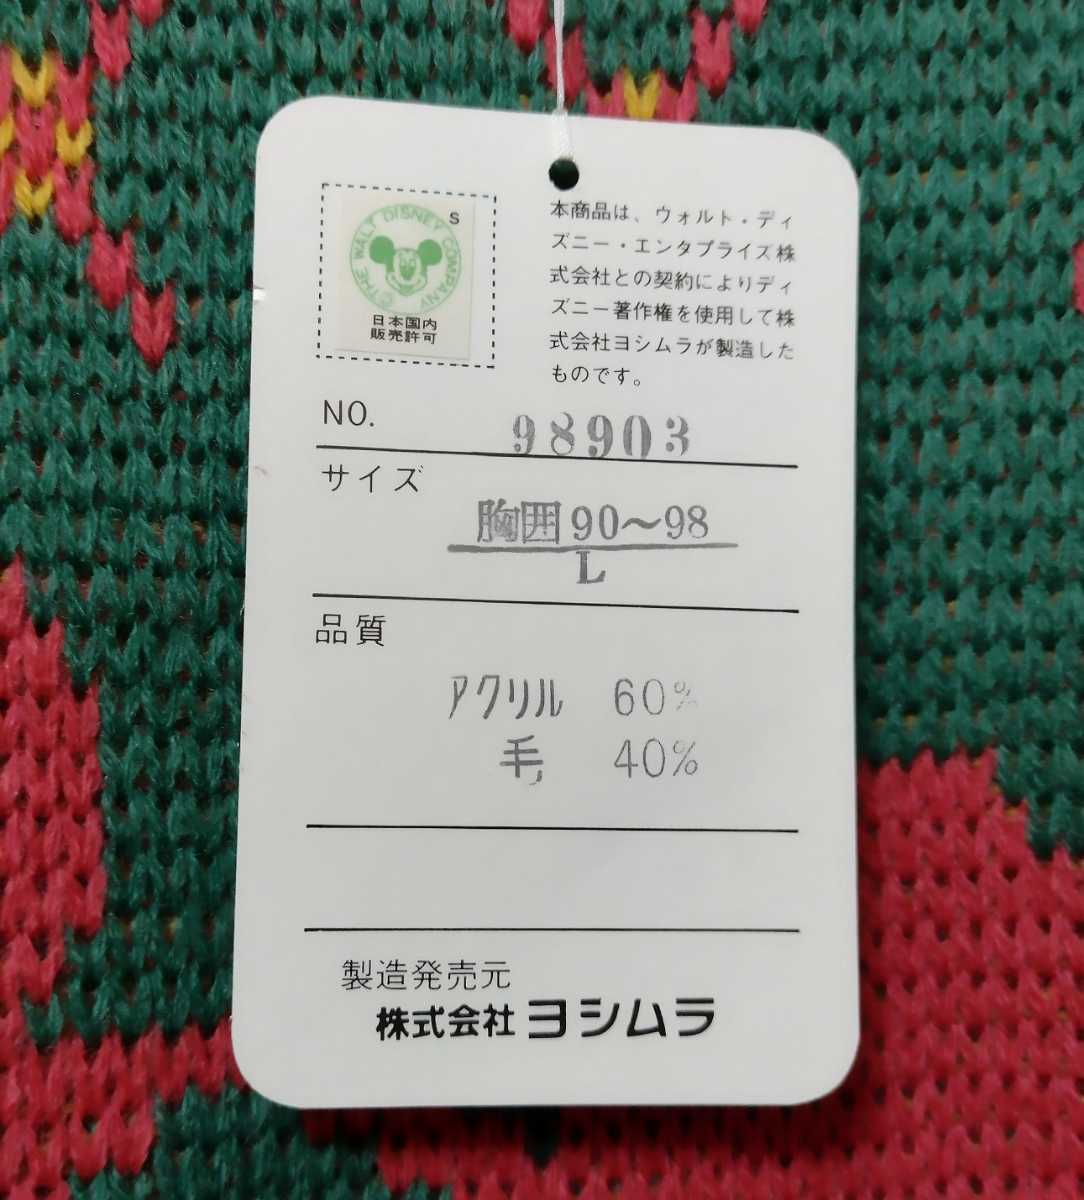 ©THE WALT DISNEY COMPANY
S
日本国内
販売許可
本商品は、ウォルト・ディ
ズニー・エンタプライズ株
式会社との契約によりディ
ズニー著作権を使用して株
式会社ヨシムラが製造した
ものです。
NO.
98903
サイズ
胸囲90〜98
L
品質
アクリル 60%
毛 40%
製造発売元
株式会社ヨシムラ